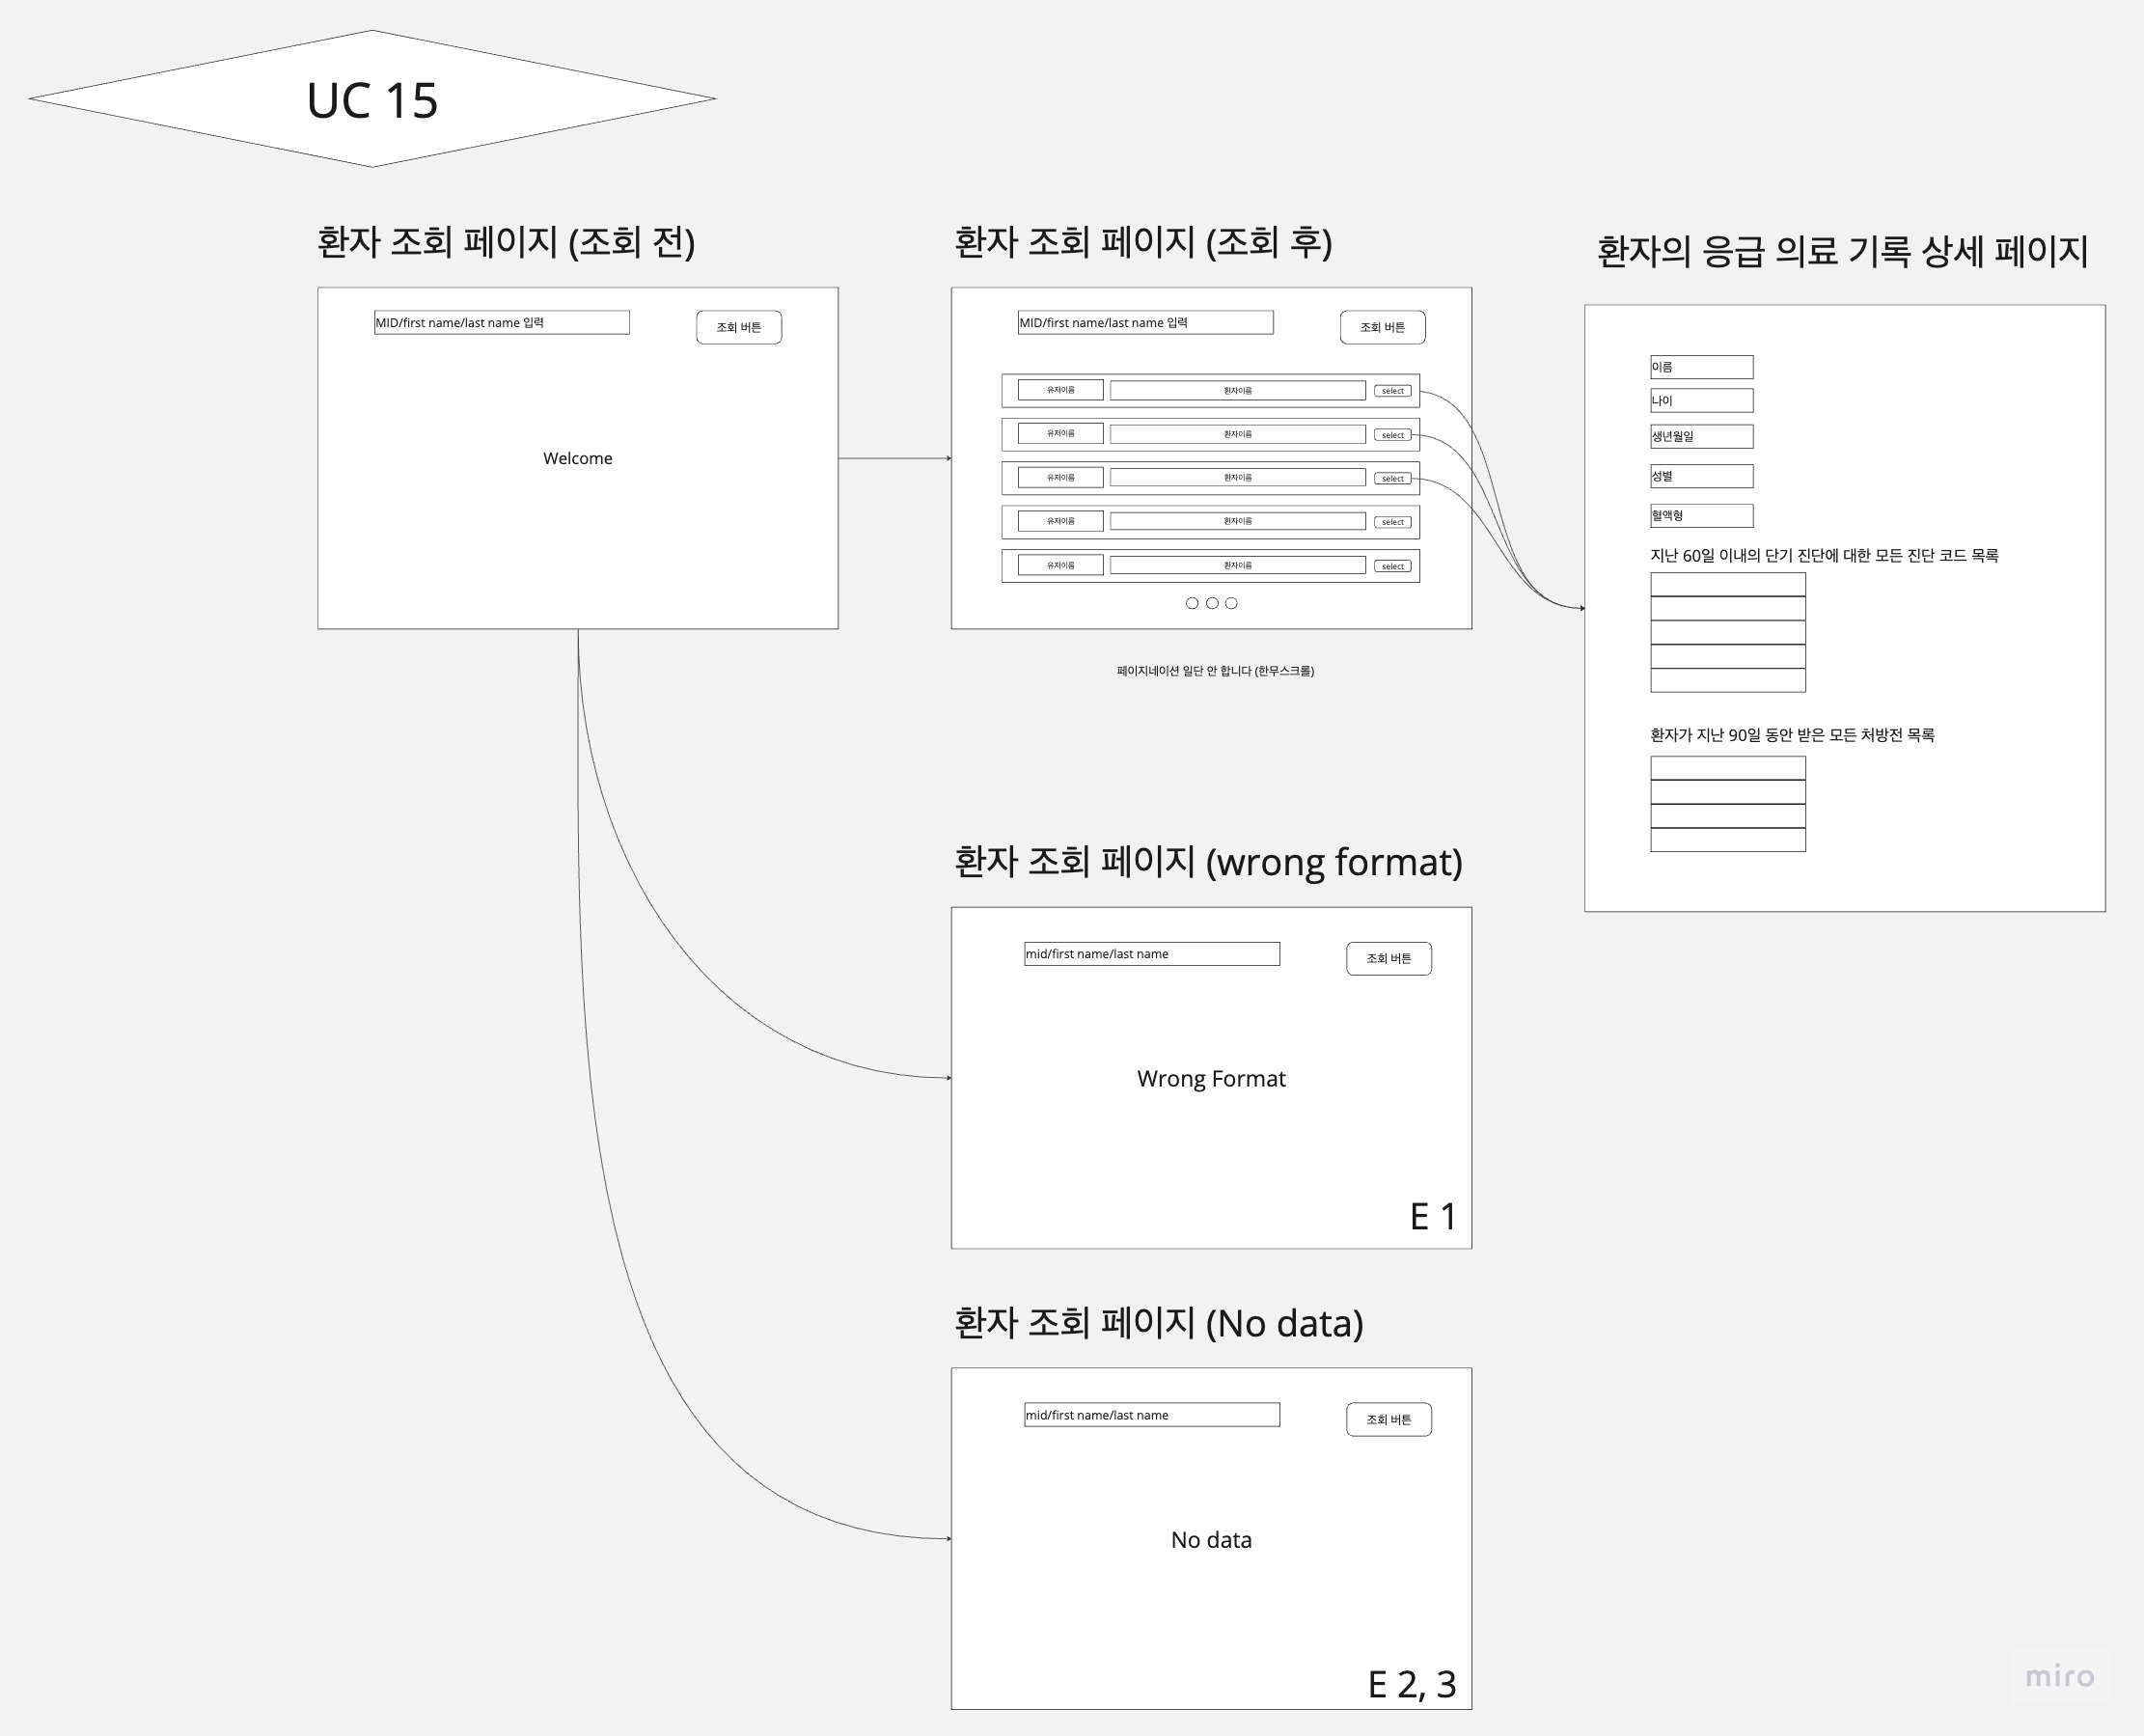 UC 15
환자 조회 페이지 (조회 전)
MID/first name/last name 입력
조회 버튼
Welcome
환자 조회 페이지 (조회 후)
MID/first name/last name 입력
조회 버튼
유저이름
환자이름
select
유저이름
환자이름
select
유저이름
환자이름
select
유저이름
환자이름
select
유저이름
환자이름
select
페이지네이션 일단 안 합니다 (한무스크롤)
환자의 응급 의료 기록 상세 페이지
이름
나이
생년월일
성별
혈액형
지난 60일 이내의 단기 진단에 대한 모든 진단 코드 목록
환자가 지난 90일 동안 받은 모든 처방전 목록
환자 조회 페이지 (wrong format)
mid/first name/last name
조회 버튼
Wrong Format
E 1
환자 조회 페이지 (No data)
mid/first name/last name
조회 버튼
No data
E 2, 3
miro